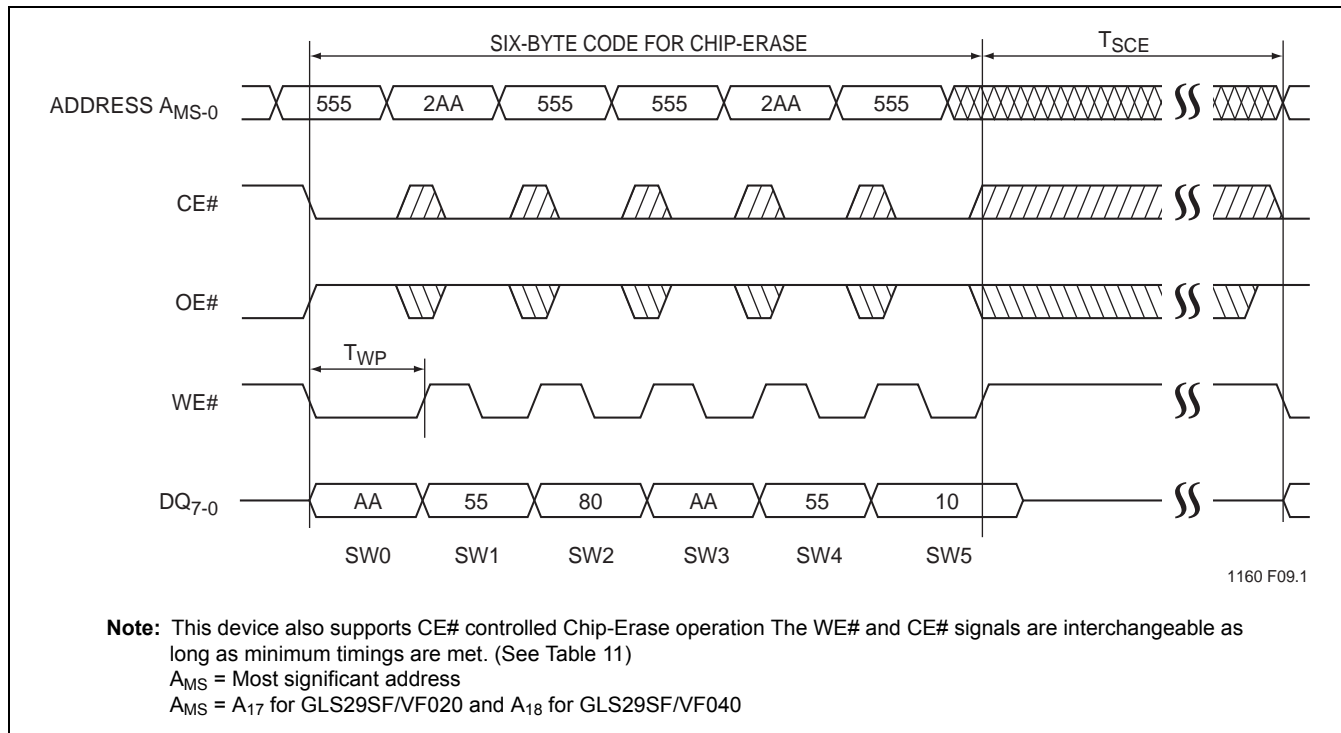 SIX-BYTE CODE FOR CHIP-ERASE TSCE
ADDRESS AMS-0 555 2AA 555 555 2AA 555
CE#
OE#
TWP
WE#
DQ7-0 AA 55 80 AA 55 10
SW0 SW1 SW2 SW3 SW4 SW5
1160 F09.1
Note: This device also supports CE# controlled Chip-Erase operation The WE# and CE# signals are interchangeable as
long as minimum timings are met. (See Table 11)
AMS = Most significant address
AMS = A17 for GLS29SF/VF020 and A18 for GLS29SF/VF040